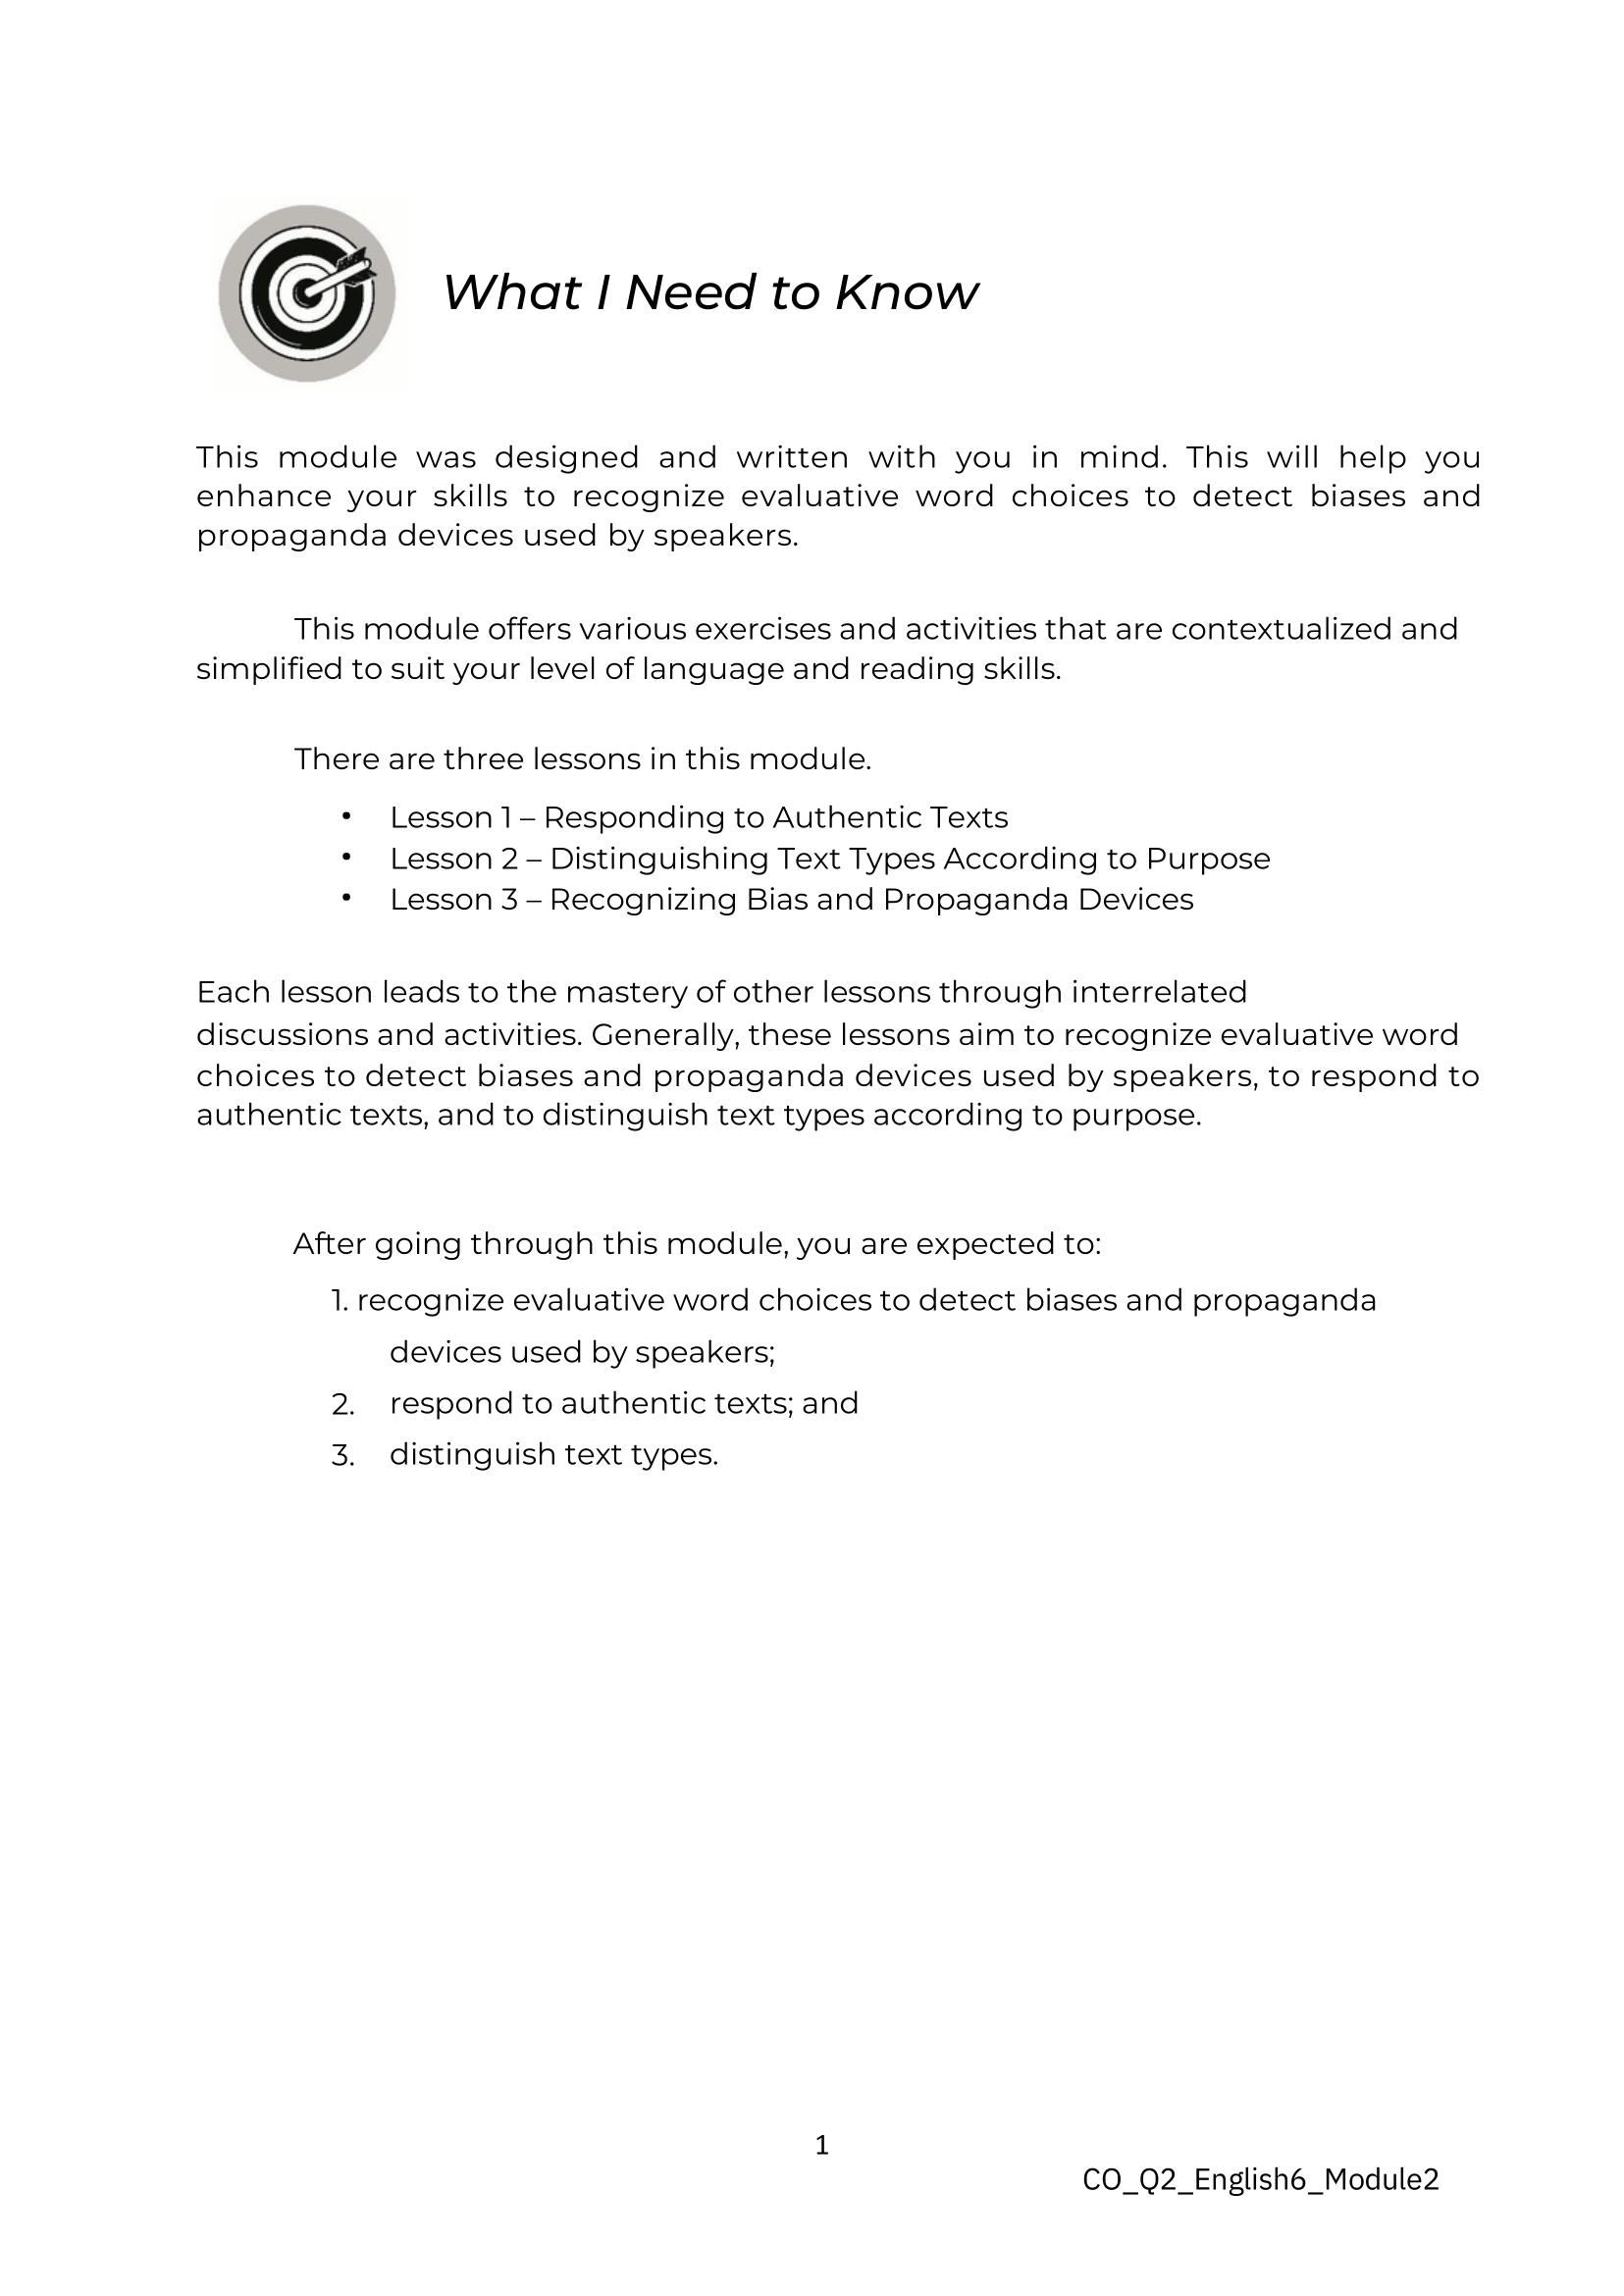 What I Need to Know
This module was designed and written with you in mind. This will help you
enhance your skills to recognize evaluative word choices to detect biases and
propaganda devices used by speakers.
This module offers various exercises and activities that are contextualized and
simplified to suit your level of language and reading skills.
There are three lessons in this module.
• Lesson 1 – Responding to Authentic Texts
• Lesson 2 – Distinguishing Text Types According to Purpose
• Lesson 3 – Recognizing Bias and Propaganda Devices
Each lesson leads to the mastery of other lessons through interrelated
discussions and activities. Generally, these lessons aim to recognize evaluative word
choices to detect biases and propaganda devices used by speakers, to respond to
authentic texts, and to distinguish text types according to purpose.
After going through this module, you are expected to:
1. recognize evaluative word choices to detect biases and propaganda
devices used by speakers;
2. respond to authentic texts; and
3. distinguish text types.
1
CO_Q2_English6_Module2